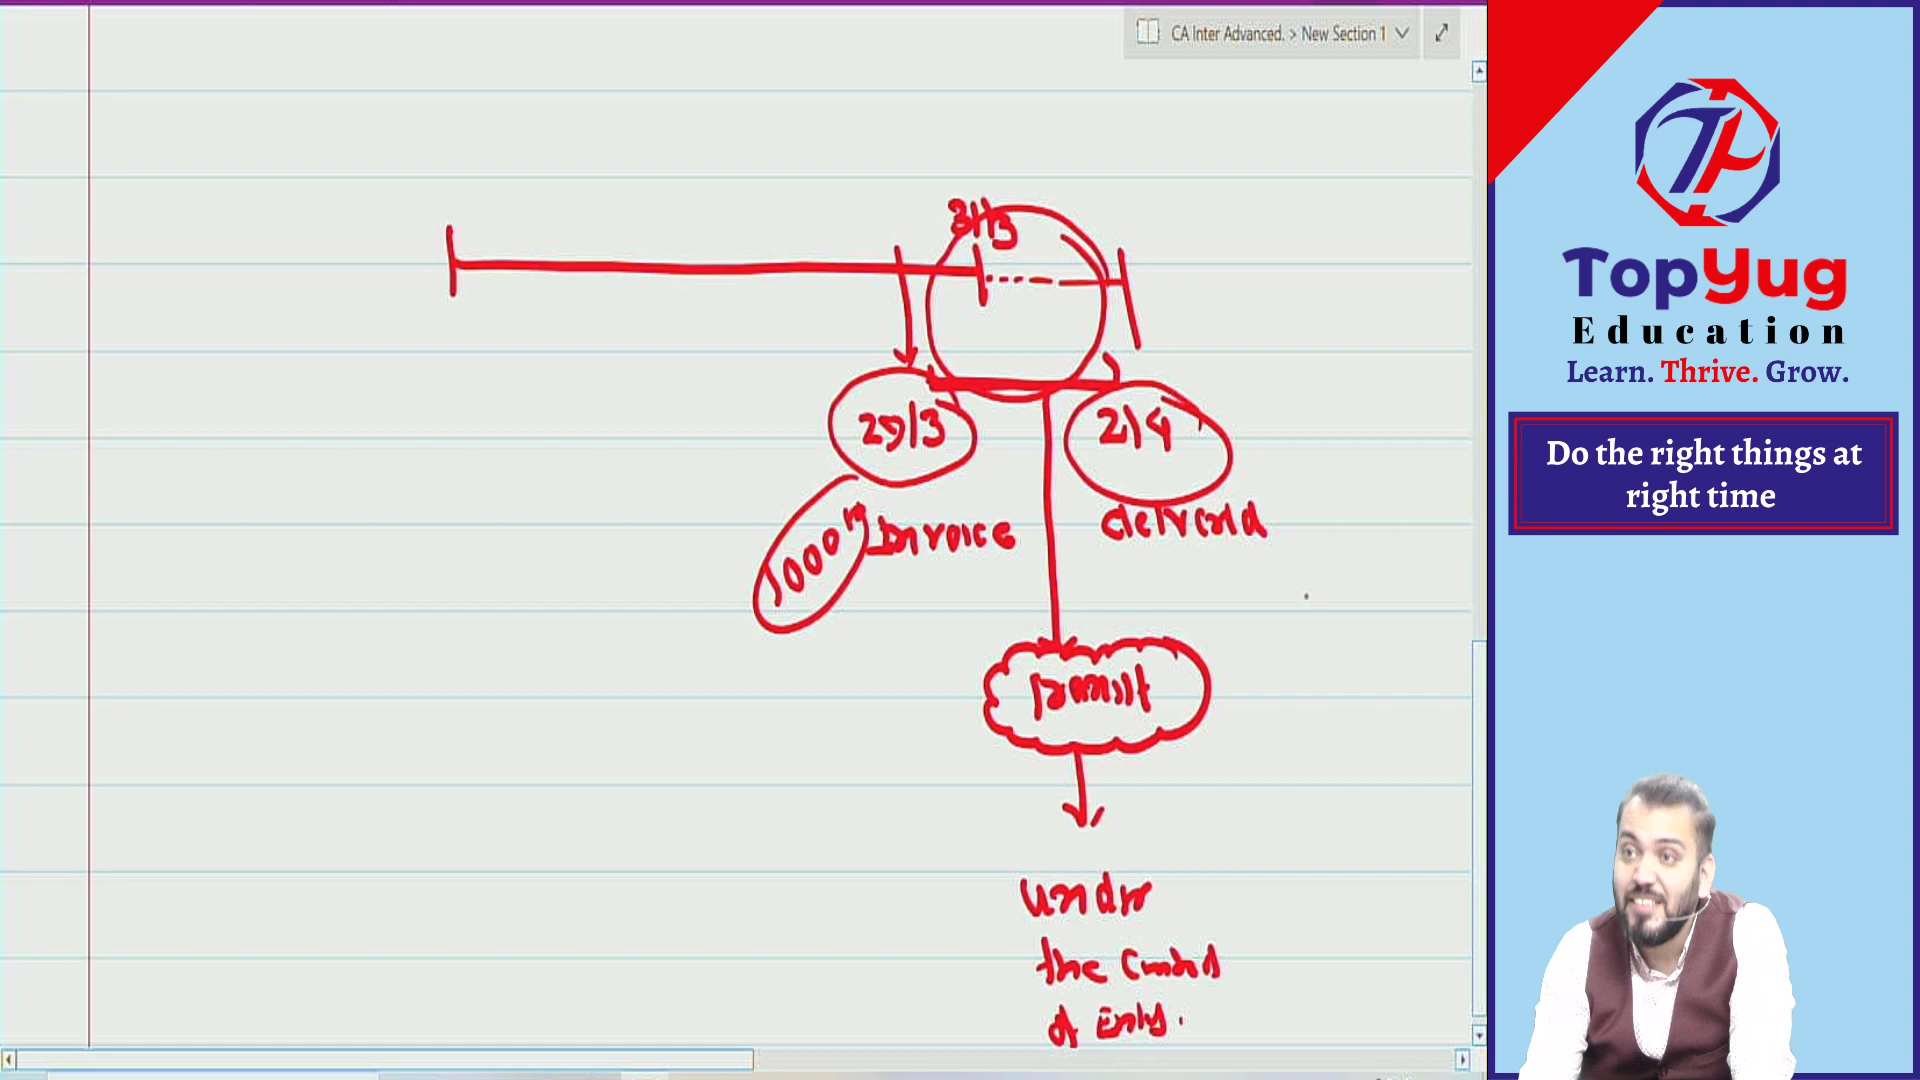 CA Inter Advanced. > New Section 1
31/3
29/3
2/4
1000
Invoice
delivered
transit
under
the Control
of Entity.
TopYug
Education
Learn. Thrive. Grow.
Do the right things at
right time